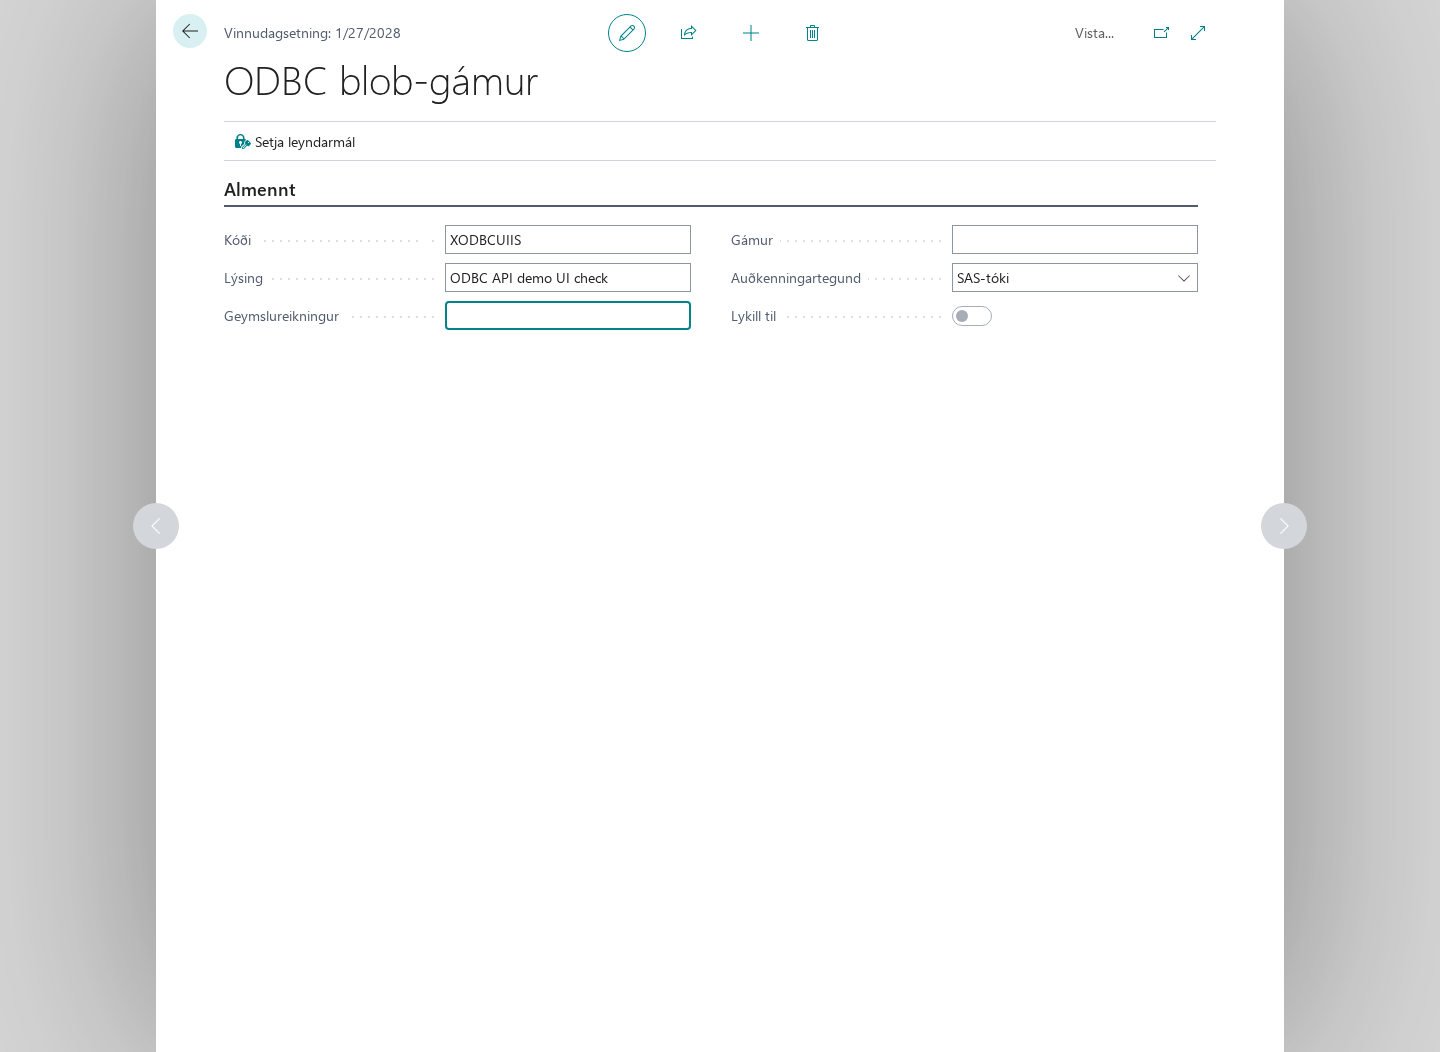 Vinnudagsetning: 1/27/2028
Vista...
ODBC blob-gámur
Setja leyndarmál
Almennt
Kóði
XODBCUIIS
Lýsing
ODBC API demo UI check
Geymslureikningur
Gámur
Auðkenningartegund
SAS-tóki
Lykill til